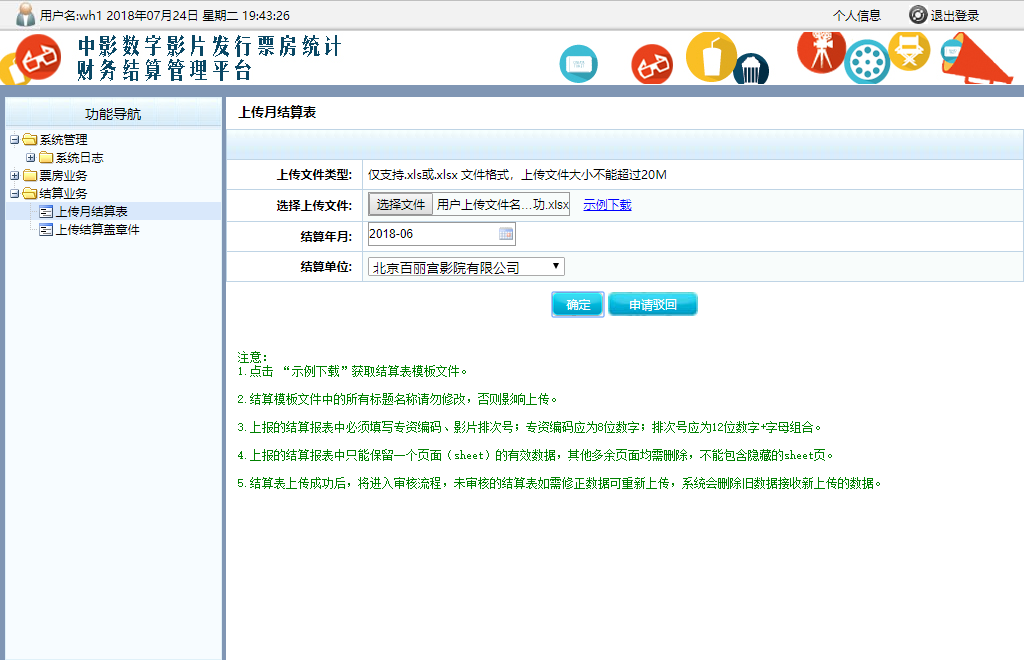 用户名:wh1 2018年07月24日 星期二 19:43:26
个人信息
退出登录
中影数字影片发行票房统计
财务结算管理平台
功能导航
系统管理
系统日志
票房业务
结算业务
上传月结算表
上传结算盖章件
上传月结算表
上传文件类型: 仅支持.xls或.xlsx 文件格式，上传文件大小不能超过20M
选择上传文件: 选择文件 用户上传文件名...功.xlsx 示例下载
结算年月: 2018-06
结算单位: 北京百丽宫影院有限公司
确定 申请驳回
注意：
1.点击 “示例下载”获取结算表模板文件。
2.结算模板文件中的所有标题名称请勿修改，否则影响上传。
3.上报的结算报表中必须填写专资编码、影片排次号；专资编码应为8位数字；排次号应为12位数字+字母组合。
4.上报的结算报表中只能保留一个页面（sheet）的有效数据，其他多余页面均需删除，不能包含隐藏的sheet页。
5.结算表上传成功后，将进入审核流程，未审核的结算表如需修正数据可重新上传，系统会删除旧数据接收新上传的数据。